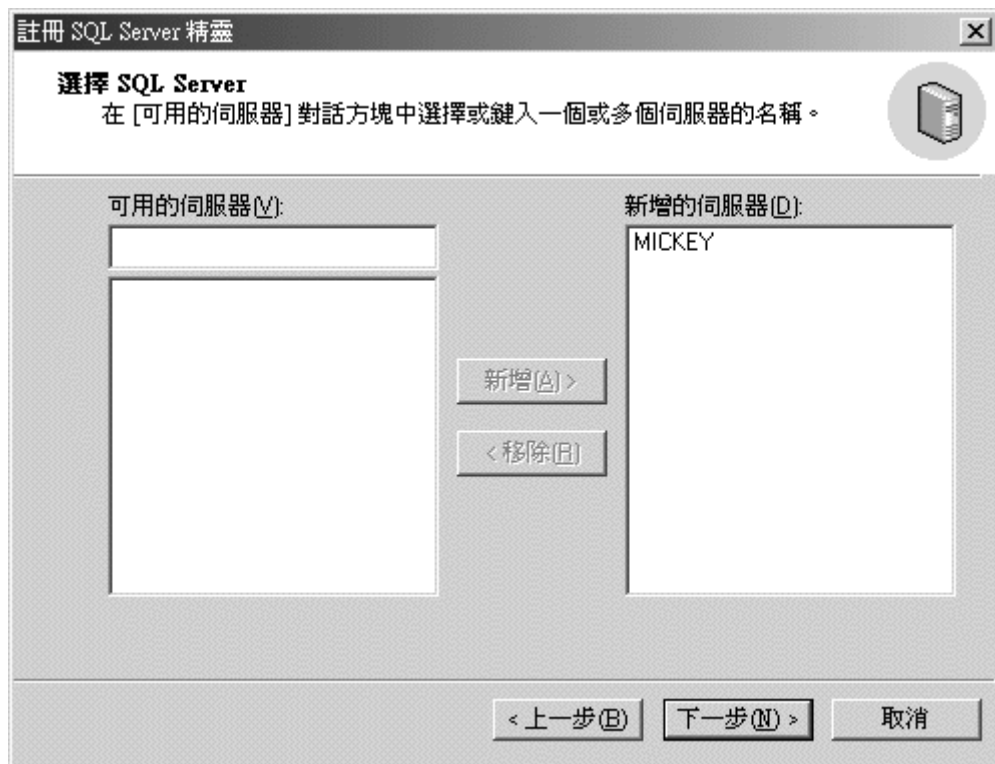 註冊 SQL Server 精靈
選擇 SQL Server
在 [可用的伺服器] 對話方塊中選擇或鍵入一個或多個伺服器的名稱。
可用的伺服器(V):
新增的伺服器(D):
MICKEY
新增(A) >
< 移除(R)
< 上一步(B)
下一步(N) >
取消